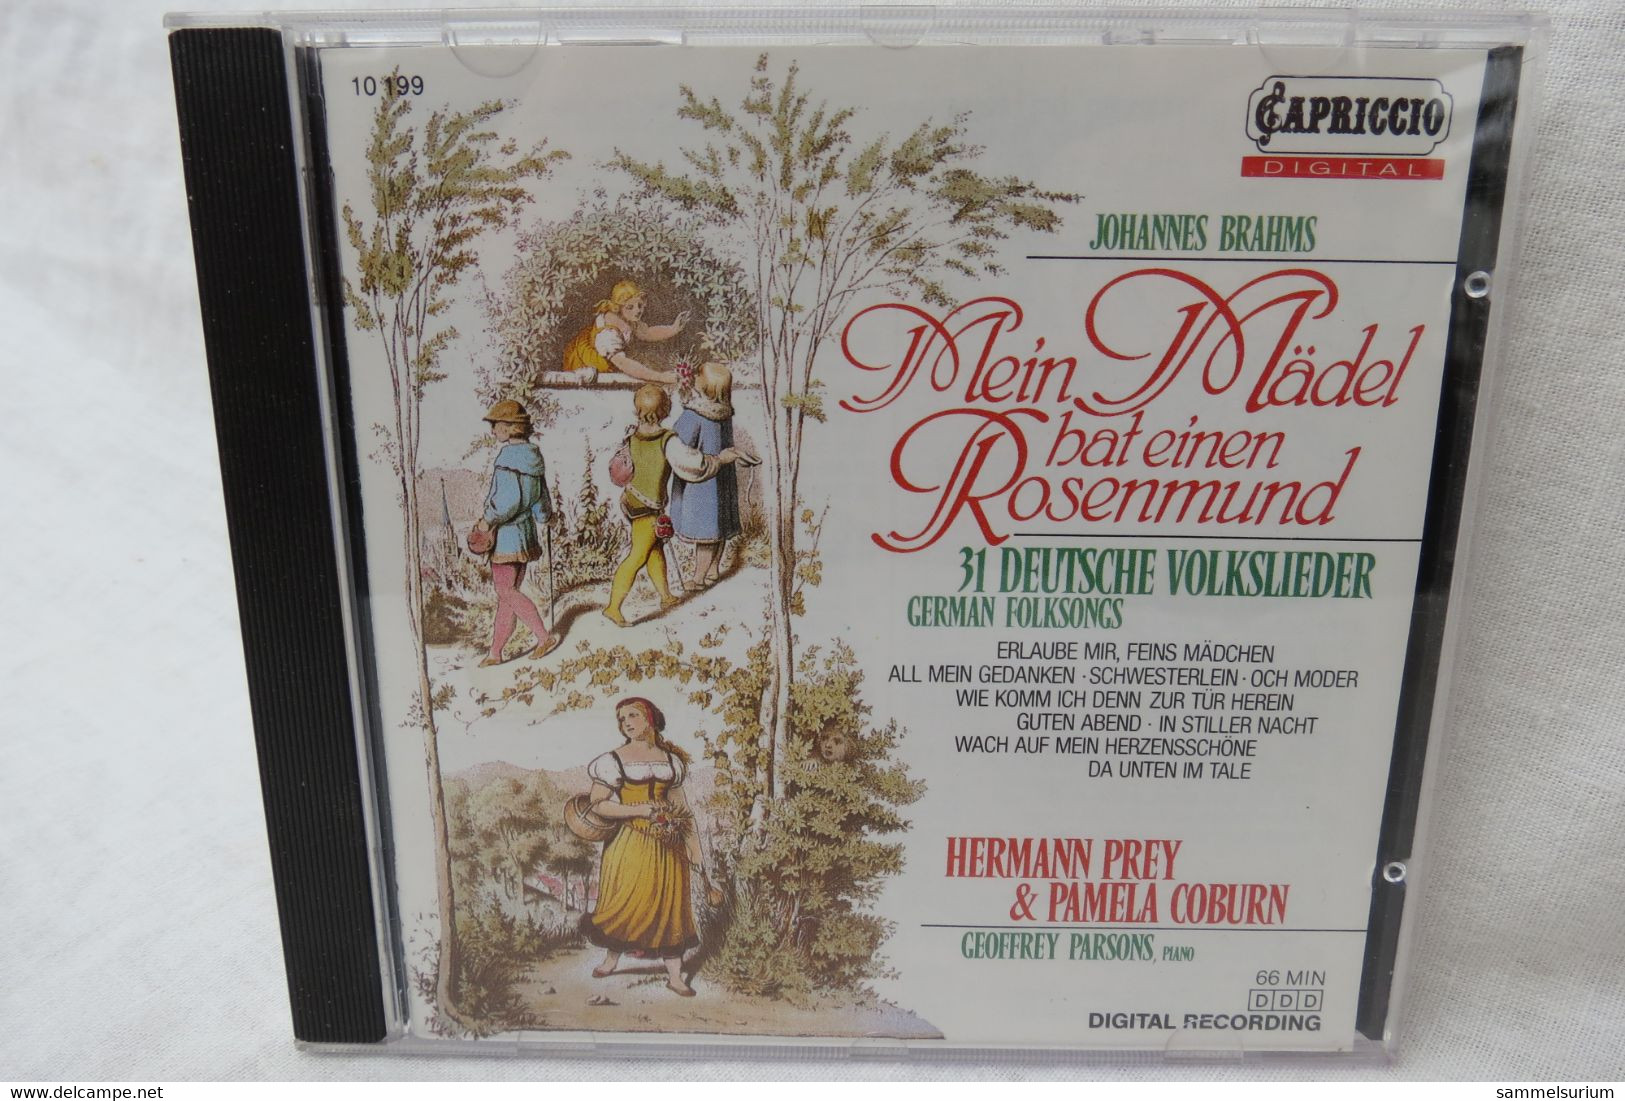 10 199
CAPRICCIO
DIGITAL
JOHANNES BRAHMS
Mein Mädel
hat einen
Rosenmund
31 DEUTSCHE VOLKSLIEDER
GERMAN FOLKSONGS
ERLAUBE MIR, FEINS MÄDCHEN
ALL MEIN GEDANKEN · SCHWESTERLEIN · OCH MODER
WIE KOMM ICH DENN ZUR TÜR HEREIN
GUTEN ABEND · IN STILLER NACHT
WACH AUF MEIN HERZENSSCHÖNE
DA UNTEN IM TALE
HERMANN PREY
& PAMELA COBURN
GEOFFREY PARSONS, PIANO
66 MIN
DDD
DIGITAL RECORDING
delcampe.net
sammelsurium